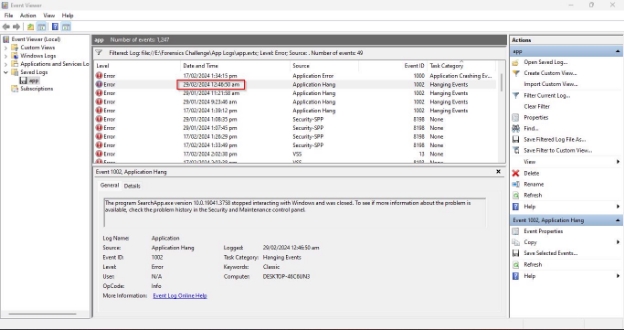 Event Viewer
File Action View Help
Event Viewer (Local)
Custom Views
Windows Logs
Applications and Services Lo
Saved Logs
app
Subscriptions
app Number of events: 1,247
Filtered: Log: file://E:\Forensics Challenge\App Logs\app.evtx; Level: Error; Source: . Number of events: 49
Level Date and Time Source Event ID Task Category
Error 17/02/2024 1:34:15 pm Application Error 1000 Application Crashing Ev...
Error 29/02/2024 12:46:50 am Application Hang 1002 Hanging Events
Error 29/01/2024 11:21:58 am Application Hang 1002 Hanging Events
Error 29/01/2024 9:23:46 am Application Hang 1002 Hanging Events
Error 17/02/2024 1:39:12 pm Application Hang 1002 Hanging Events
Error 29/01/2024 1:08:35 pm Security-SPP 8198 None
Error 29/01/2024 1:07:45 pm Security-SPP 8198 None
Error 17/02/2024 1:26:29 pm Security-SPP 8198 None
Error 17/02/2024 1:33:49 pm Security-SPP 8198 None
Error 17/02/2024 2:02:30 pm VSS 13 None
Event 1002, Application Hang
General Details
The program SearchApp.exe version 10.0.19041.3758 stopped interacting with Windows and was closed. To see if more information about the problem is
available, check the problem history in the Security and Maintenance control panel.
Log Name: Application
Source: Application Hang Logged: 29/02/2024 12:46:50 am
Event ID: 1002 Task Category: Hanging Events
Level: Error Keywords: Classic
User: N/A Computer: DESKTOP-46C6UN3
OpCode: Info
More Information: Event Log Online Help
Actions
app
Open Saved Log...
Create Custom View...
Import Custom View...
Filter Current Log...
Clear Filter
Properties
Find...
Save Filtered Log File As...
Save Filter to Custom View...
View
Delete
Rename
Refresh
Help
Event 1002, Application Hang
Event Properties
Copy
Save Selected Events...
Refresh
Help